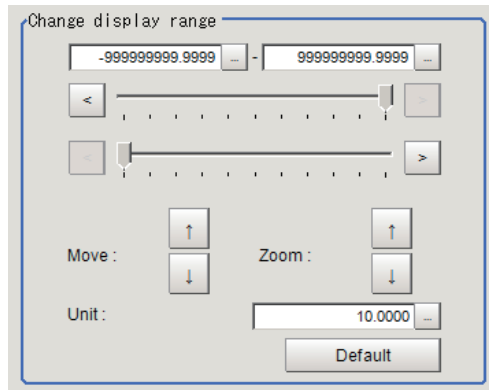 Change display range
-999999999.9999 ... - 999999999.9999 ...
< >
< >
↑ ↑
Move : Zoom :
↓ ↓
Unit : 10.0000 ...
Default